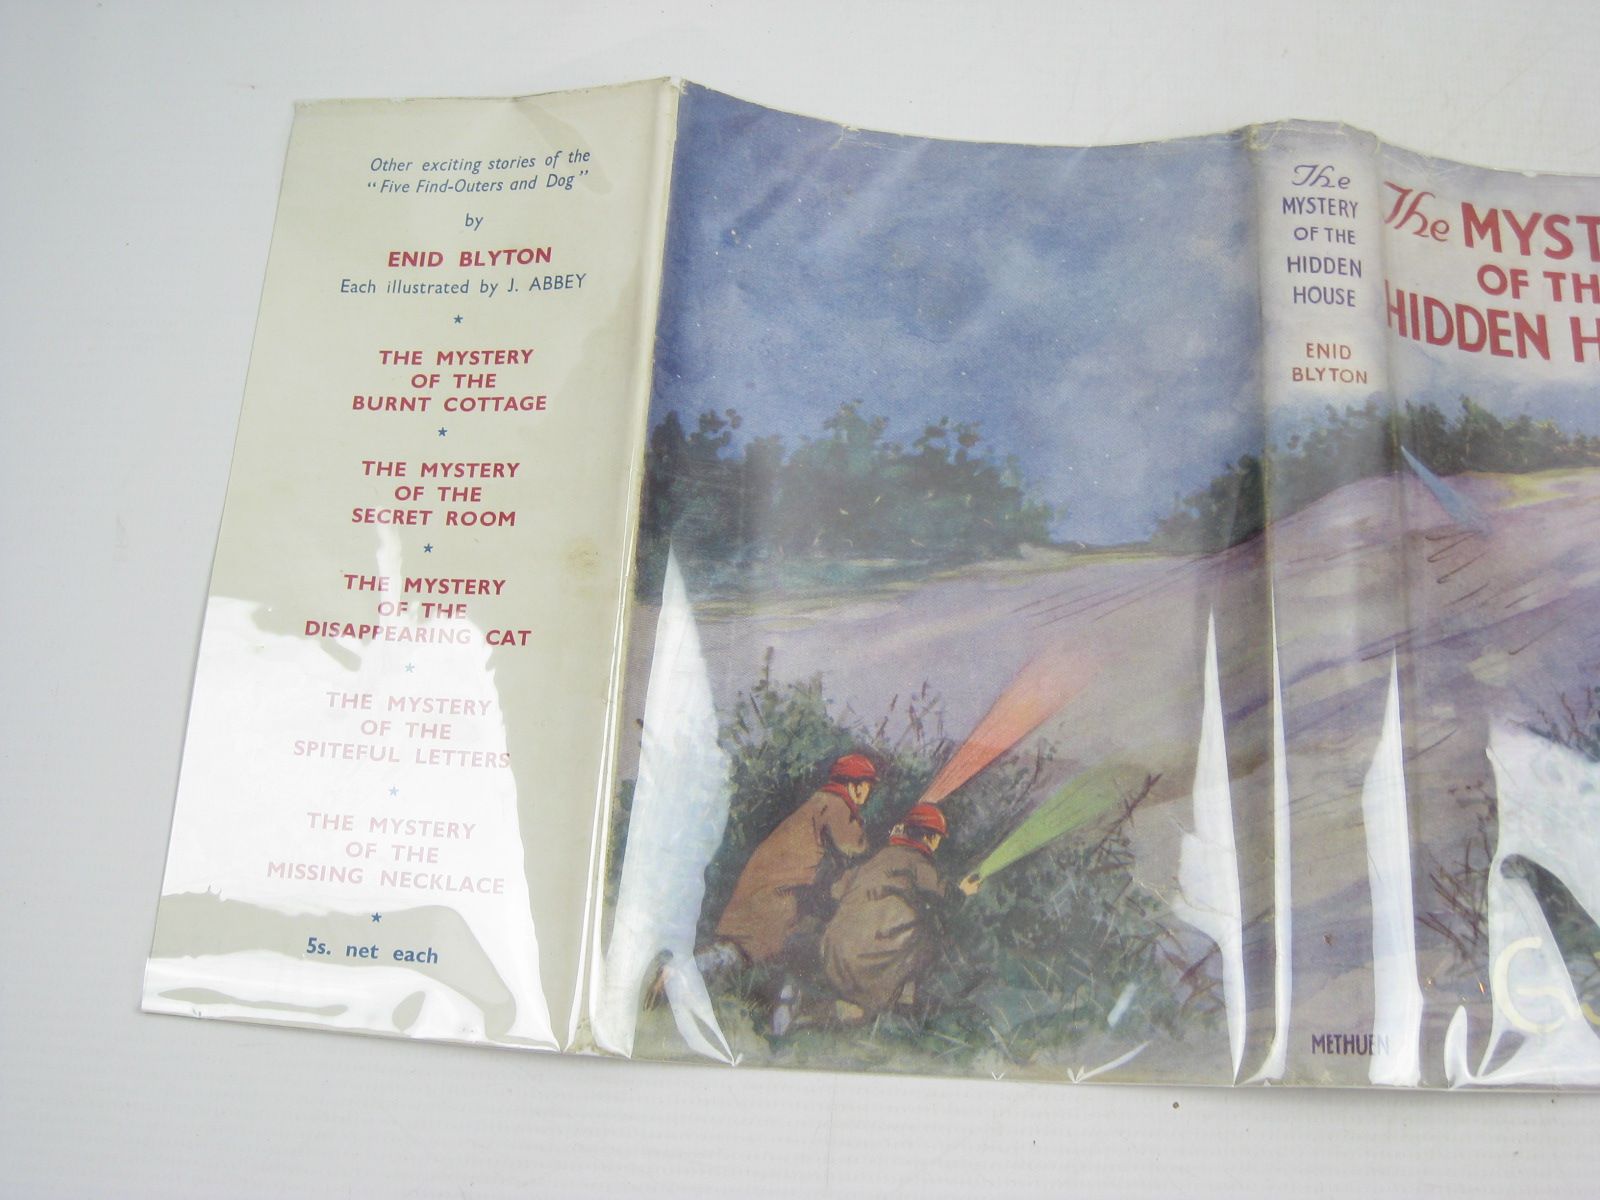 Other exciting stories of the
"Five Find-Outers and Dog"
by
ENID BLYTON
Each illustrated by J. ABBEY
THE MYSTERY
OF THE
BURNT COTTAGE
THE MYSTERY
OF THE
SECRET ROOM
THE MYSTERY
OF THE
DISAPPEARING CAT
THE MYSTERY
OF THE
SPITEFUL LETTERS
THE MYSTERY
OF THE
MISSING NECKLACE
5s. net each
The
MYSTERY
OF THE
HIDDEN
HOUSE
ENID
BLYTON
METHUEN
The MYST
OF TH
HIDDEN H